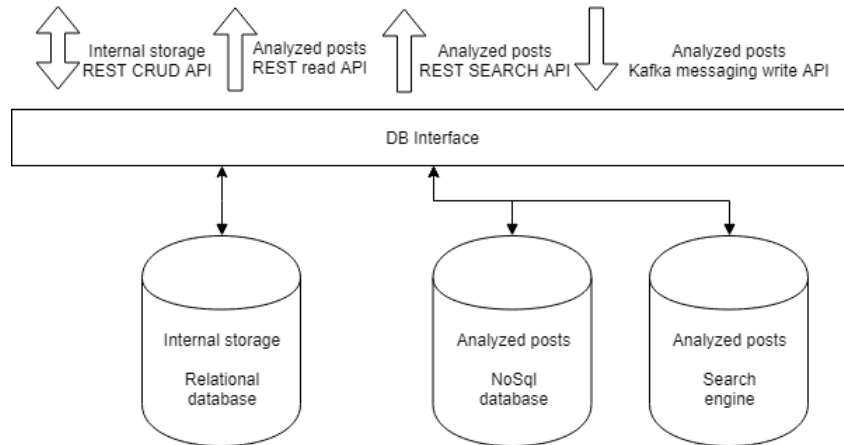 Internal storage
REST CRUD API
Analyzed posts
REST read API
Analyzed posts
REST SEARCH API
Analyzed posts
Kafka messaging write API
DB Interface
Internal storage
Relational
database
Analyzed posts
NoSql
database
Analyzed posts
Search
engine